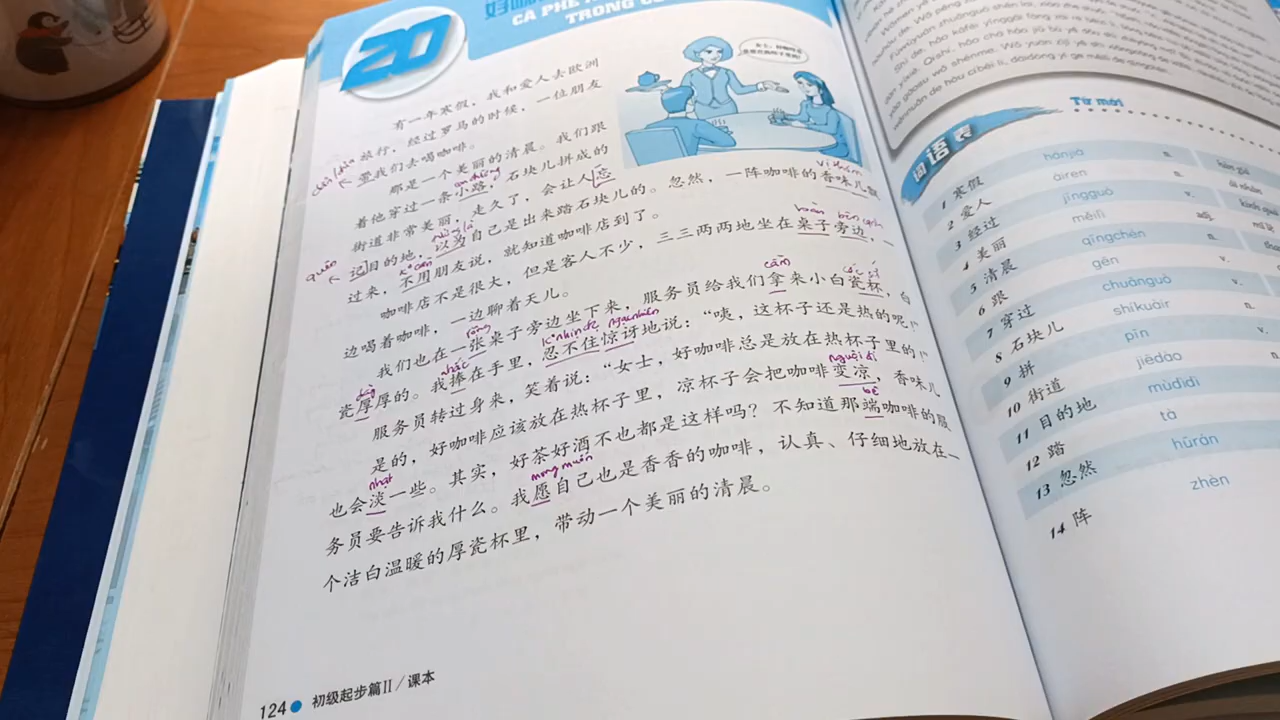 20
好
CA PHÊ
TRONG
有一年寒假，我和爱人去欧洲
旅行，经过罗马的时候，一位朋友
我们去喝咖啡。
那是一个美丽的清晨。我们跟
着他穿过一条小路，石块儿拼成的
街道非常美丽，走久了，会让人忘
记目的地，以为自己是出来踏石块儿的。忽然，一阵咖啡的香味儿
过来，不用朋友说，就知道咖啡店到了。
咖啡店不是很大，但是客人不少，三三两两地坐在桌子旁边，一
边喝着咖啡，一边聊着天儿。
我们也在一张桌子旁边坐下来，服务员给我们拿来小白瓷杯，白
瓷厚厚的。我捧在手里，忍不住惊讶地说：“咦，这杯子还是热的呢！”
服务员转过身来，笑着说：“女士，好咖啡总是放在热杯子里的！”
是的，好咖啡应该放在热杯子里，凉杯子会把咖啡变凉，香味儿
也会淡一些。其实，好茶好酒不也都是这样吗？不知道那端咖啡的服
务员要告诉我什么。我愿自己也是香香的咖啡，认真、仔细地放在一
个洁白温暖的厚瓷杯里，带动一个美丽的清晨。
quên
bàn
bên cạnh
cầm
ngạc nhiên
người đi
bê
nhạt
mong muốn
124 初级起步篇II/课本
Từ mới
词语表
1 寒假 hánjià n.
2 爱人 àiren n.
3 经过 jīngguò v.
4 美丽 měilì adj.
5 清晨 qīngchén n.
6 跟 gēn
7 穿过 chuānguò v.
8 石块儿 shíkuàir n.
9 拼 pīn v.
10 街道 jiēdào
11 目的地 mùdìdì
12 踏 tà
13 忽然 hūrán
14 阵 zhèn